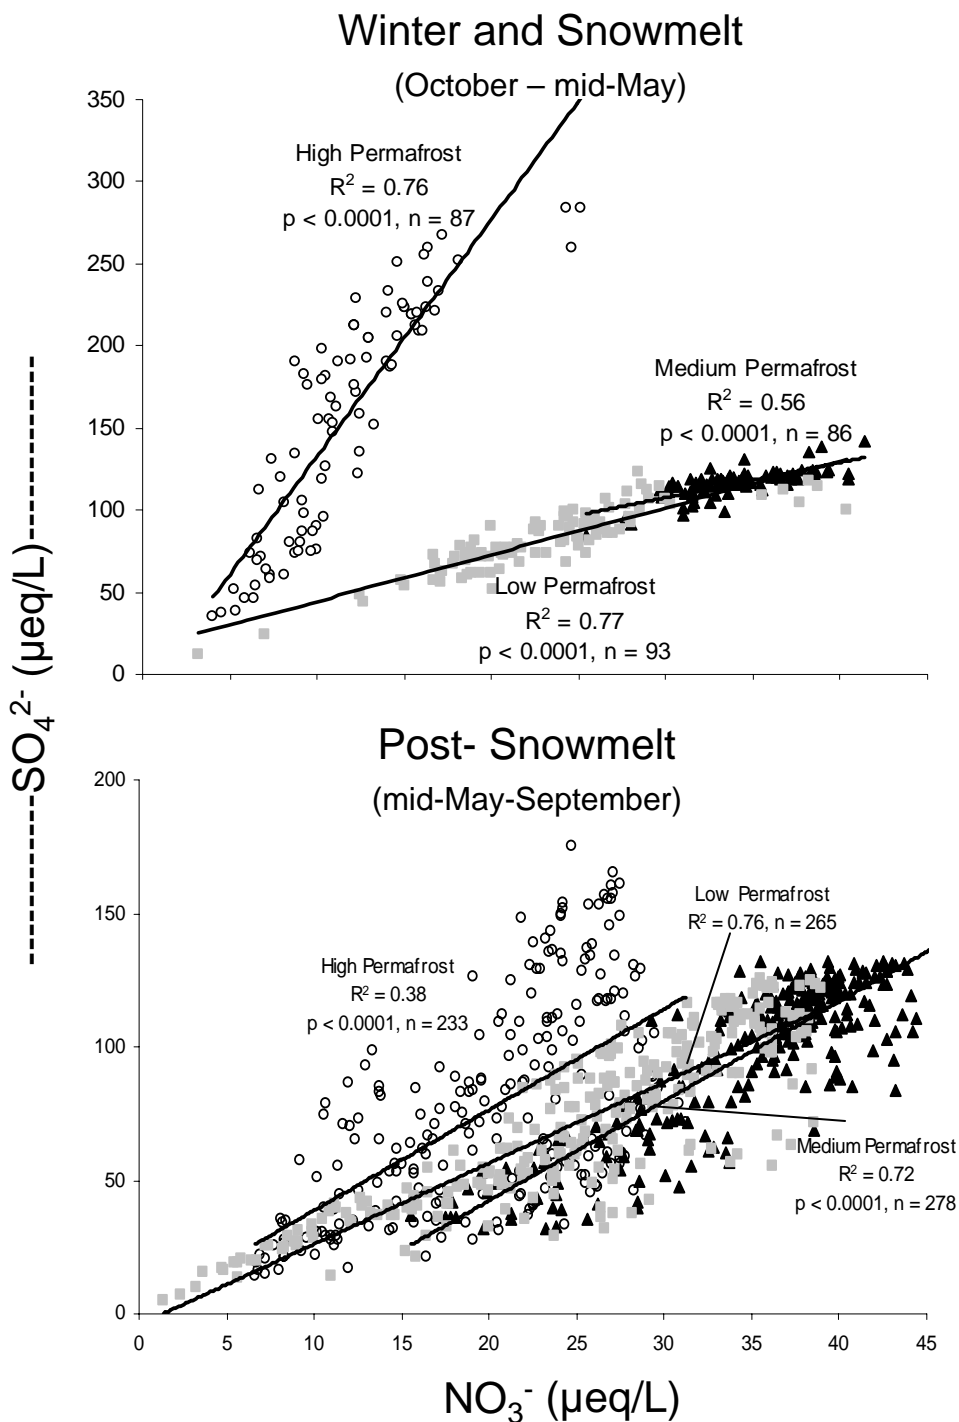 Winter and Snowmelt
(October – mid-May)
350
300
250
200
150
100
50
0
High Permafrost
R² = 0.76
p < 0.0001, n = 87
Medium Permafrost
R² = 0.56
p < 0.0001, n = 86
Low Permafrost
R² = 0.77
p < 0.0001, n = 93
--------SO₄²⁻ (µeq/L)--------
Post- Snowmelt
(mid-May-September)
200
150
100
50
0
Low Permafrost
R² = 0.76, n = 265
High Permafrost
R² = 0.38
p < 0.0001, n = 233
Medium Permafrost
R² = 0.72
p < 0.0001, n = 278
0 5 10 15 20 25 30 35 40 45
NO₃⁻ (µeq/L)